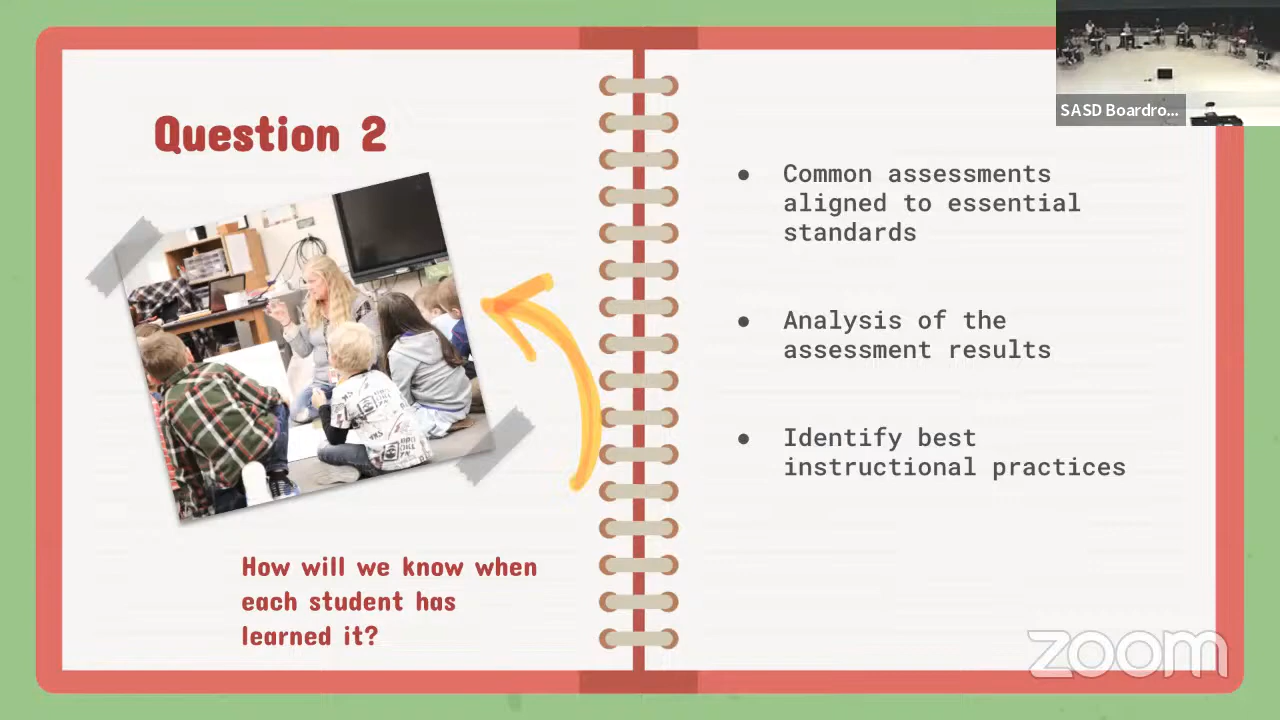 Question 2
How will we know when
each student has
learned it?
● Common assessments
aligned to essential
standards
● Analysis of the
assessment results
● Identify best
instructional practices
SASD Boardro...
zoom